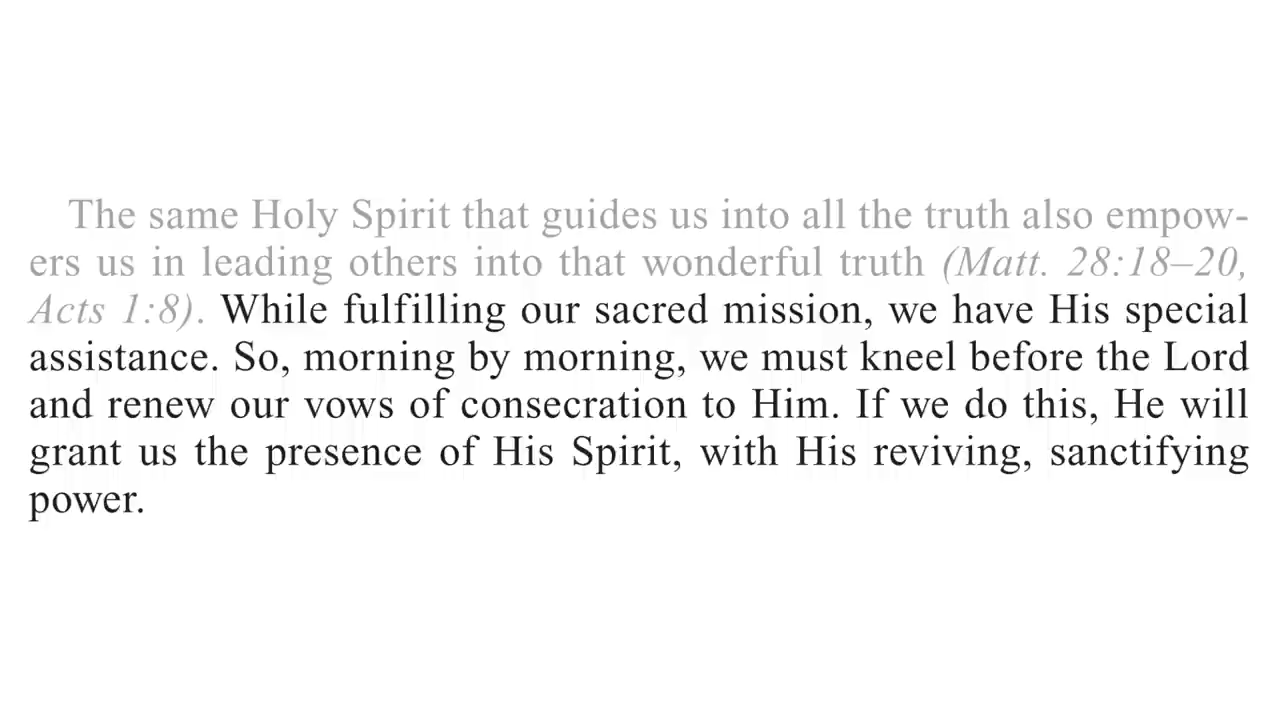 The same Holy Spirit that guides us into all the truth also empow-
ers us in leading others into that wonderful truth (Matt. 28:18–20,
Acts 1:8). While fulfilling our sacred mission, we have His special
assistance. So, morning by morning, we must kneel before the Lord
and renew our vows of consecration to Him. If we do this, He will
grant us the presence of His Spirit, with His reviving, sanctifying
power.